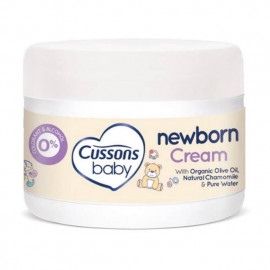 0%
Cussons
baby
newborn
Cream
With Organic Olive Oil,
Natural Chamomile
& Pure Water